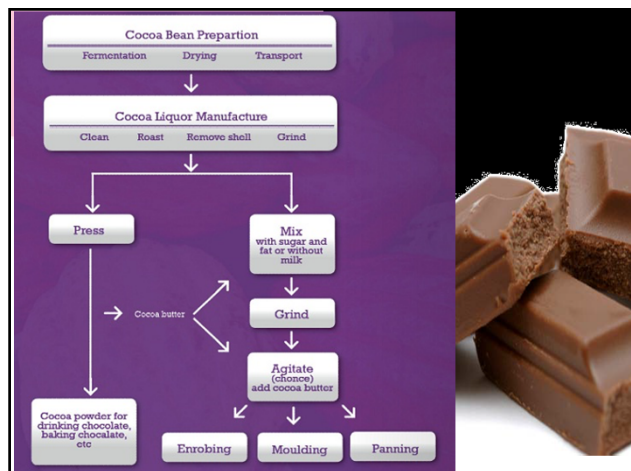 Cocoa Bean Prepartion
Fermentation Drying Transport
Cocoa Liquor Manufacture
Clean Roast Remove shell Grind
Press
Mix
with sugar and
fat or without
milk
Cocoa butter
Grind
Agitate
(chonce)
add cocoa butter
Cocoa powder for
drinking chocolate,
baking chocalate,
etc
Enrobing Moulding Panning